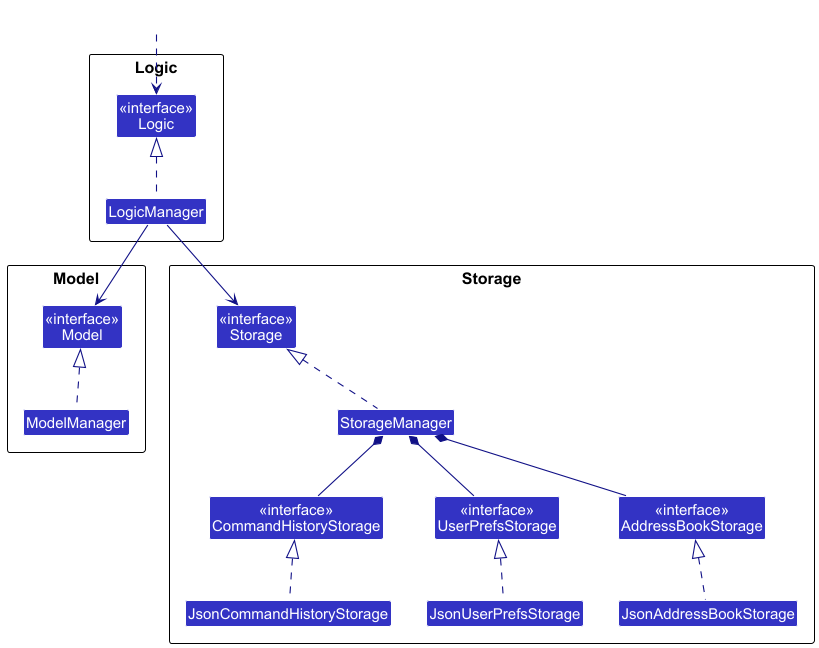 Logic
«interface»
Logic
LogicManager
Model
Storage
«interface»
Model
«interface»
Storage
ModelManager
StorageManager
«interface»
CommandHistoryStorage
«interface»
UserPrefsStorage
«interface»
AddressBookStorage
JsonCommandHistoryStorage
JsonUserPrefsStorage
JsonAddressBookStorage